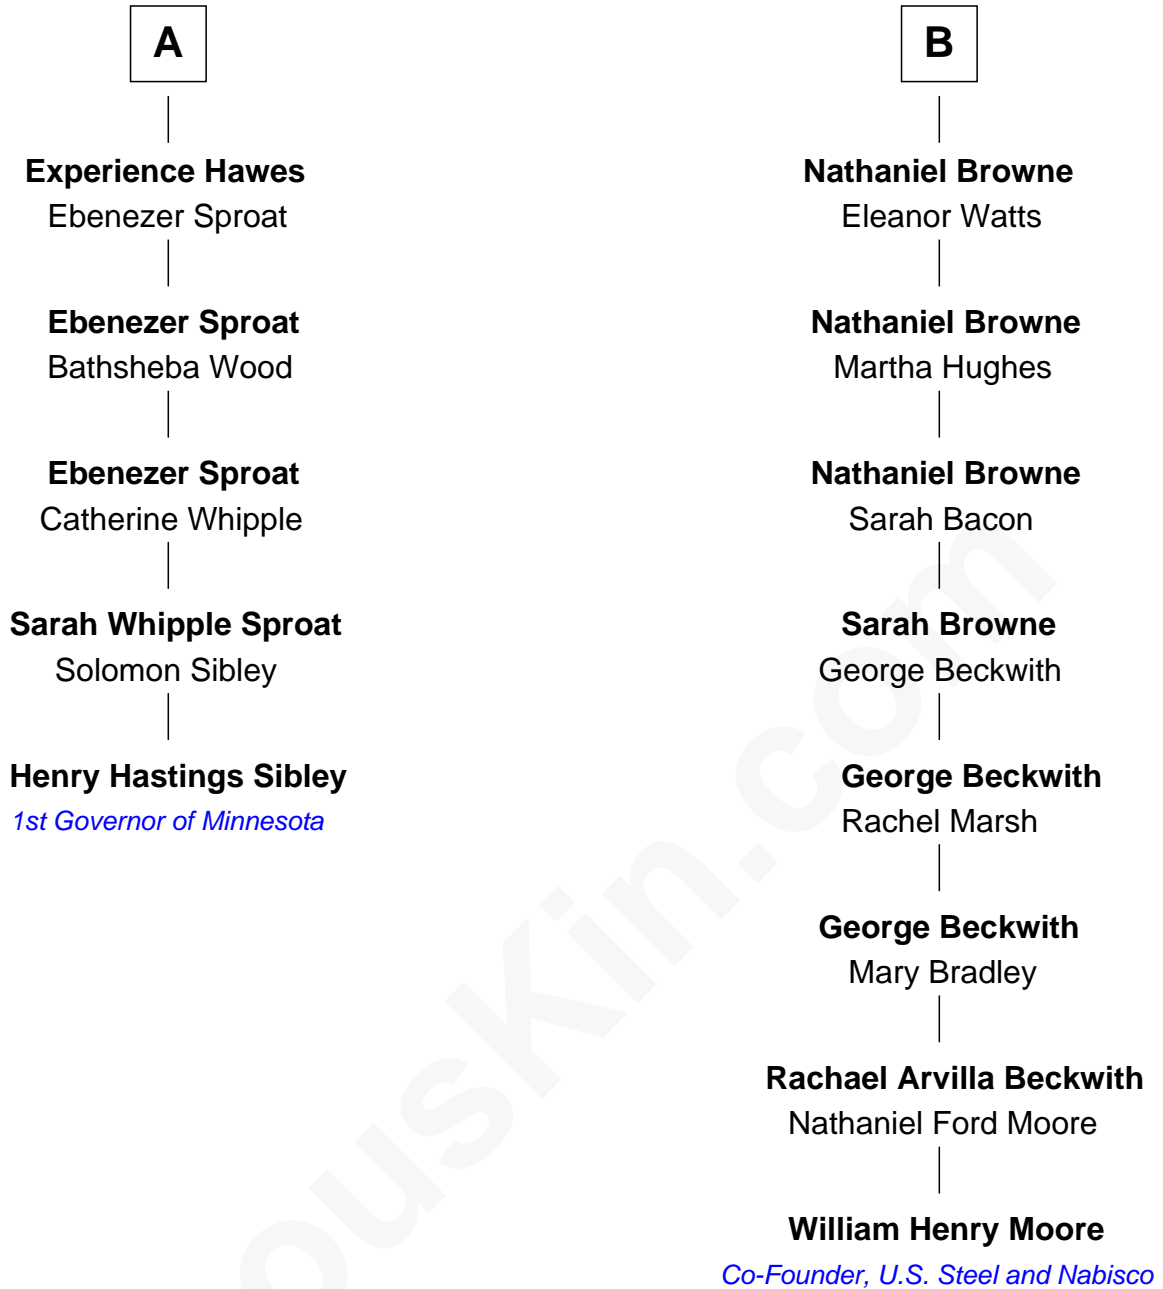 A
Experience Hawes
Ebenezer Sproat
Ebenezer Sproat
Bathsheba Wood
Ebenezer Sproat
Catherine Whipple
Sarah Whipple Sproat
Solomon Sibley
Henry Hastings Sibley
1st Governor of Minnesota
B
Nathaniel Browne
Eleanor Watts
Nathaniel Browne
Martha Hughes
Nathaniel Browne
Sarah Bacon
Sarah Browne
George Beckwith
George Beckwith
Rachel Marsh
George Beckwith
Mary Bradley
Rachael Arvilla Beckwith
Nathaniel Ford Moore
William Henry Moore
Co-Founder, U.S. Steel and Nabisco
ousKin.com